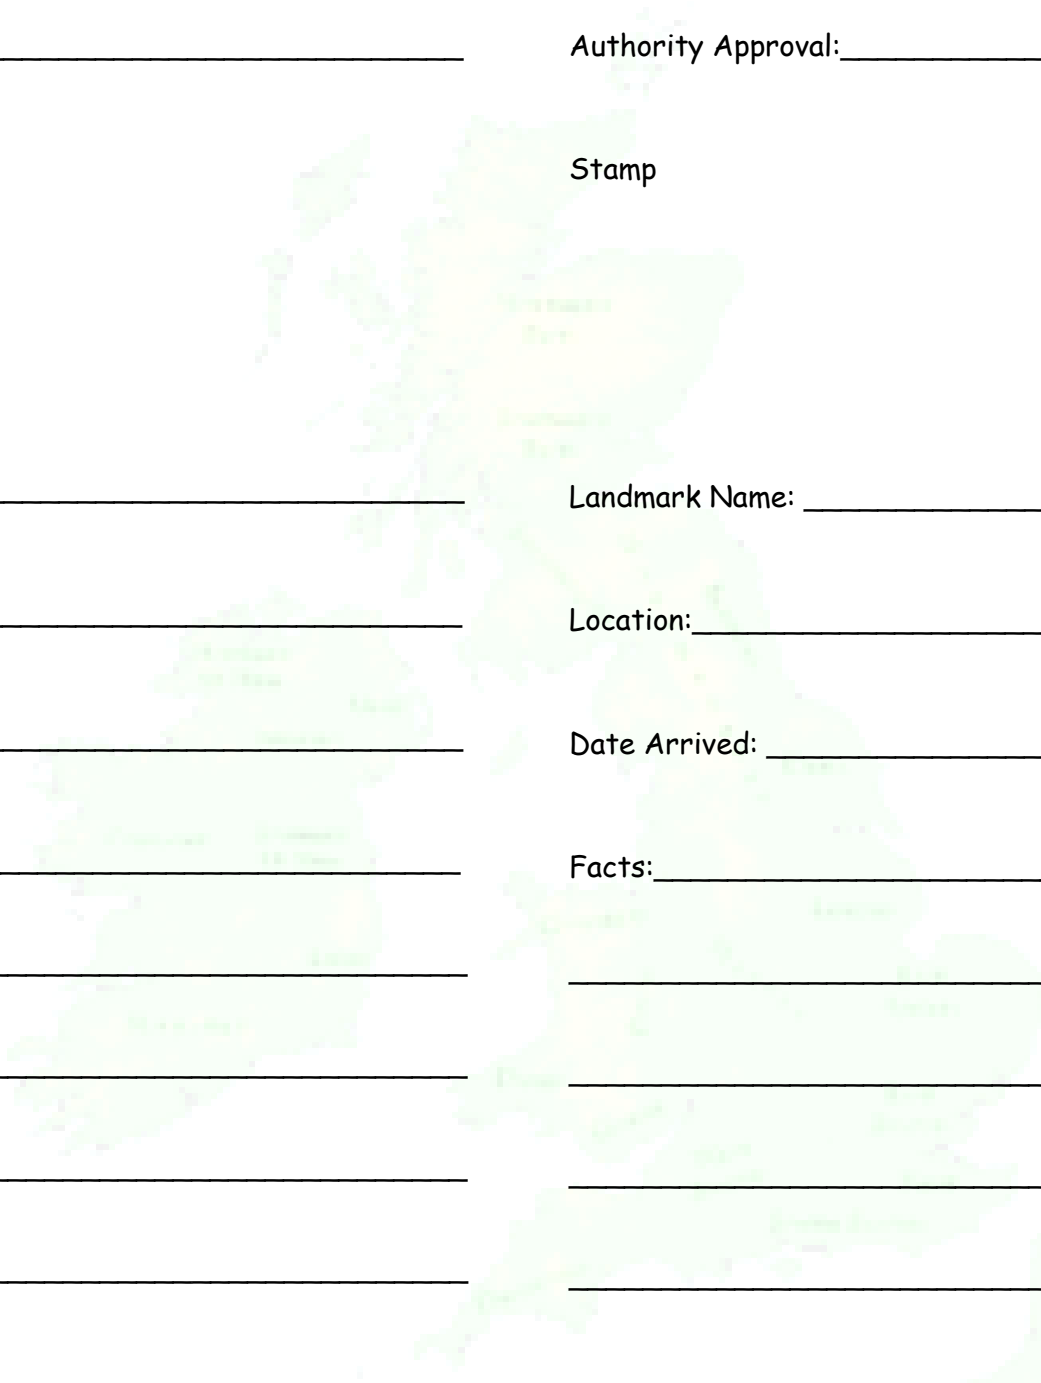 Authority Approval:
Stamp
Landmark Name:
Location:
Date Arrived:
Facts: